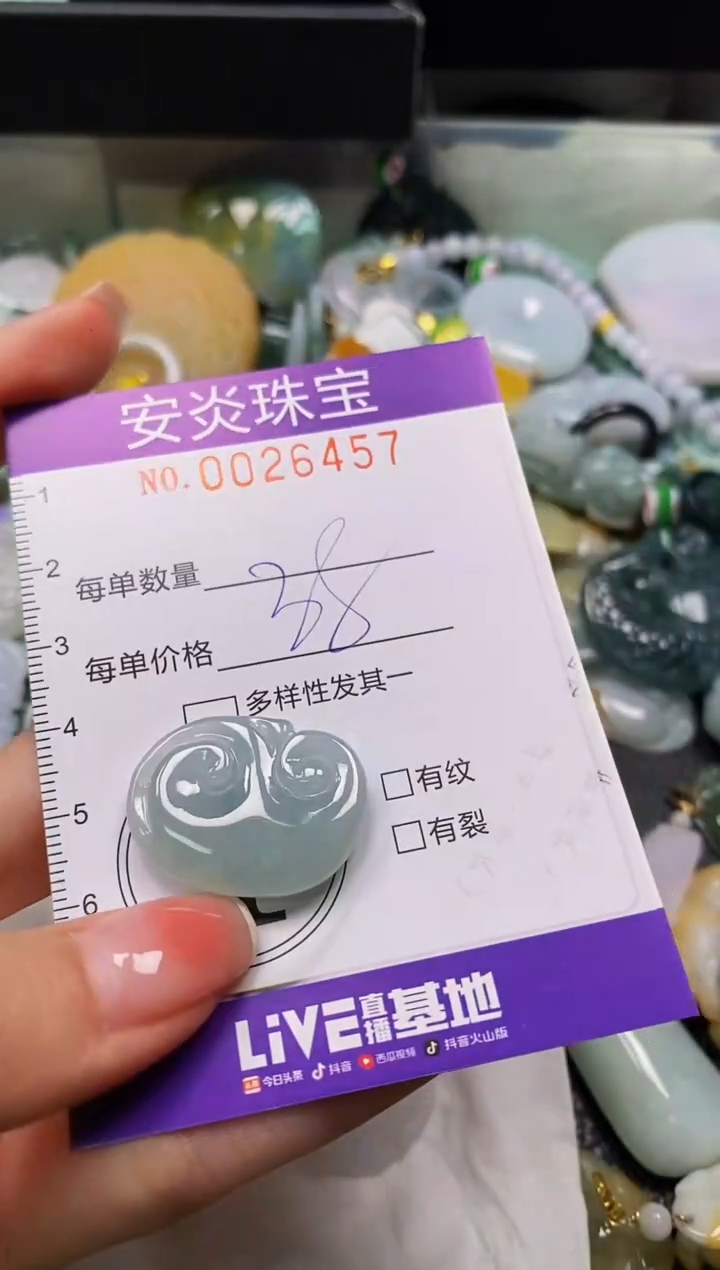 安炎珠宝
NO.0026457
1
2
每单数量
38
3
每单价格
多样性发其一
4
有纹
5
有裂
6
LiVE直播基地
今日头条 抖音 西瓜视频 抖音火山版